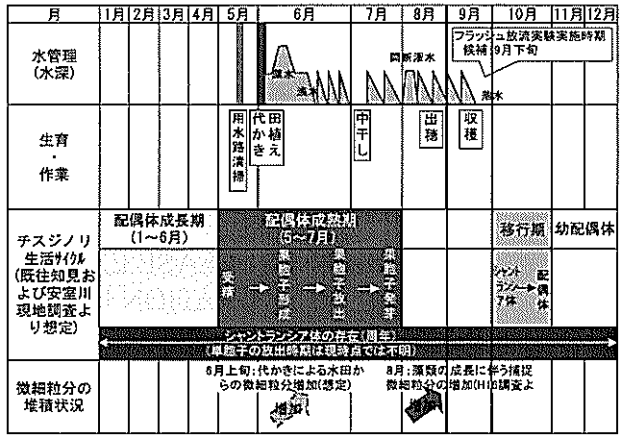 月 1月 2月 3月 4月 5月 6月 7月 8月 9月 10月 11月 12月
水管理
(水深)
深水
浅水
間断灌水
落水
フラッシュ放流実験実施時期
候補:9月下旬
生育
・
作業
用水路清掃
代かき
田植え
中干し
出穂
収穫
チスジノリ
生活サイクル
(既往知見お
よび安室川
現地調査よ
り想定)
配偶体成長期
(1~6月)
配偶体成熟期
(5~7月)
移行期
幼配偶体
受精→果胞子形成→果胞子放出→果胞子発芽
シャント
ランシ
ア体
→
配偶体
シャントランシア体の存在(周年)
(単胞子の放出時期は現時点では不明)
微細粒分の
堆積状況
6月上旬:代かきによる水田か
らの微細粒分増加(想定)
増加
8月:藻類の成長に伴う捕捉
微細粒分の増加(H16調査よ
増加